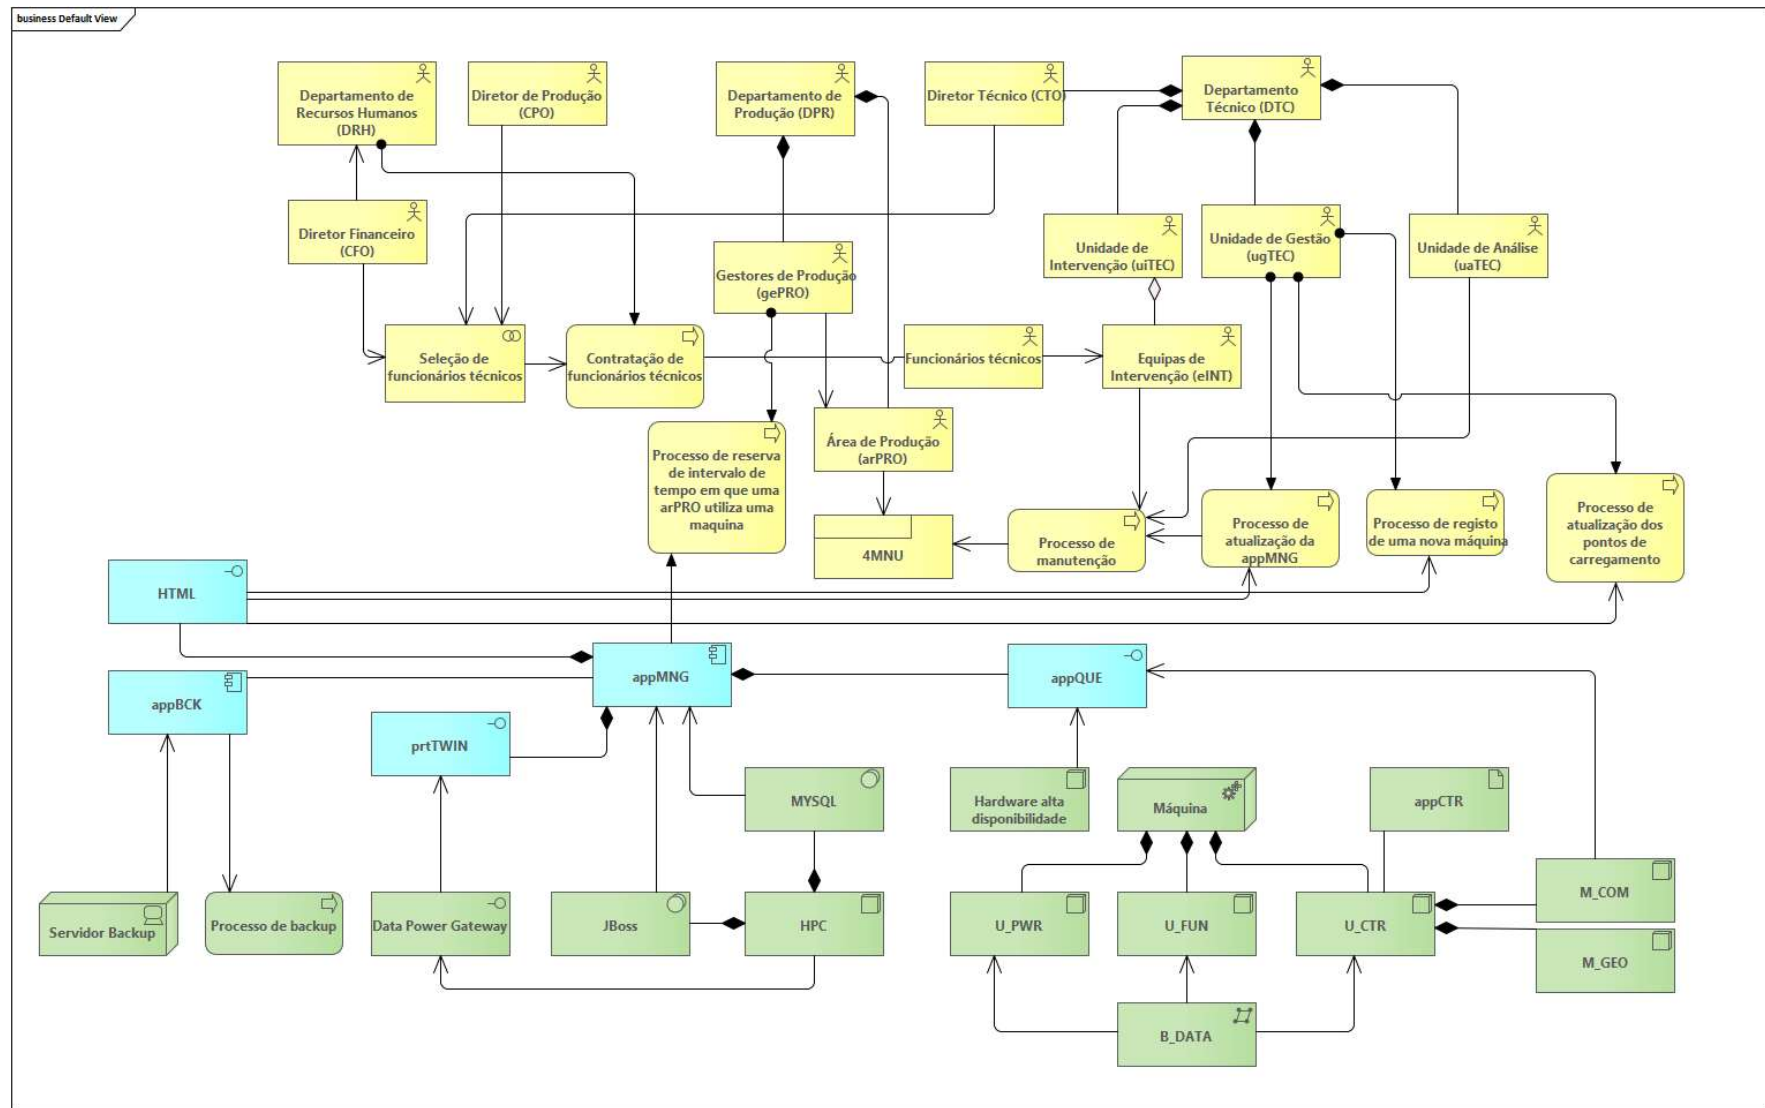 business Default View
Departamento de
Recursos Humanos
(DRH)
Diretor de Produção
(CPO)
Departamento de
Produção (DPR)
Diretor Técnico (CTO)
Departamento
Técnico (DTC)
Diretor Financeiro
(CFO)
Gestores de Produção
(gePRO)
Unidade de
Intervenção (uiTEC)
Unidade de Gestão
(ugTEC)
Unidade de Análise
(uaTEC)
Seleção de
funcionários técnicos
Contratação de
funcionários técnicos
Funcionários técnicos
Equipas de
Intervenção (eINT)
Processo de reserva
de intervalo de
tempo em que uma
arPRO utiliza uma
maquina
Área de Produção
(arPRO)
4MNU
Processo de
manutenção
Processo de
atualização da
appMNG
Processo de registo
de uma nova máquina
Processo de
atualização dos
pontos de
carregamento
HTML
appBCK
appMNG
appQUE
prtTWIN
MYSQL
Hardware alta
disponibilidade
Máquina
appCTR
Servidor Backup
Processo de backup
Data Power Gateway
JBoss
HPC
U_PWR
U_FUN
U_CTR
M_COM
M_GEO
B_DATA